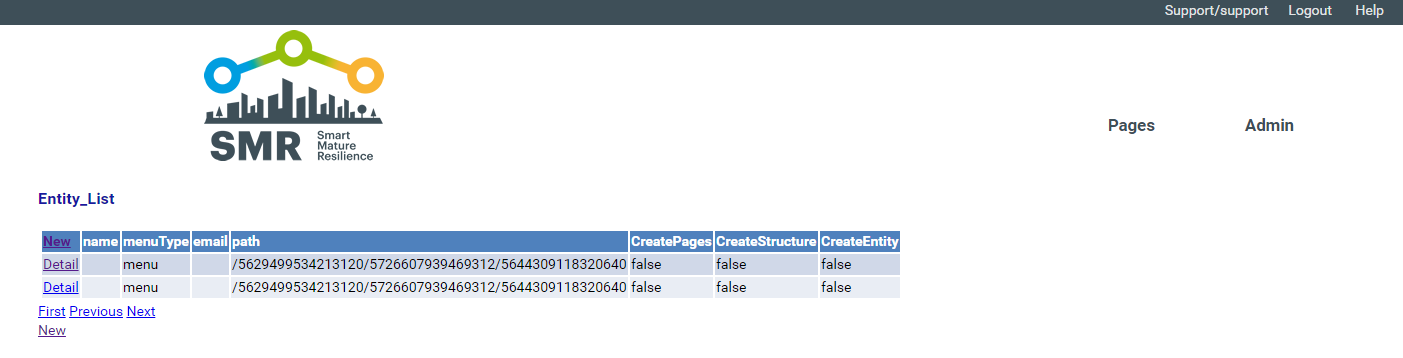 Support/support Logout Help
SMR Smart
Mature
Resilience
Pages Admin
Entity_List
New name menuType email path CreatePages CreateStructure CreateEntity
Detail menu /5629499534213120/5726607939469312/5644309118320640 false false false
Detail menu /5629499534213120/5726607939469312/5644309118320640 false false false
First Previous Next
New